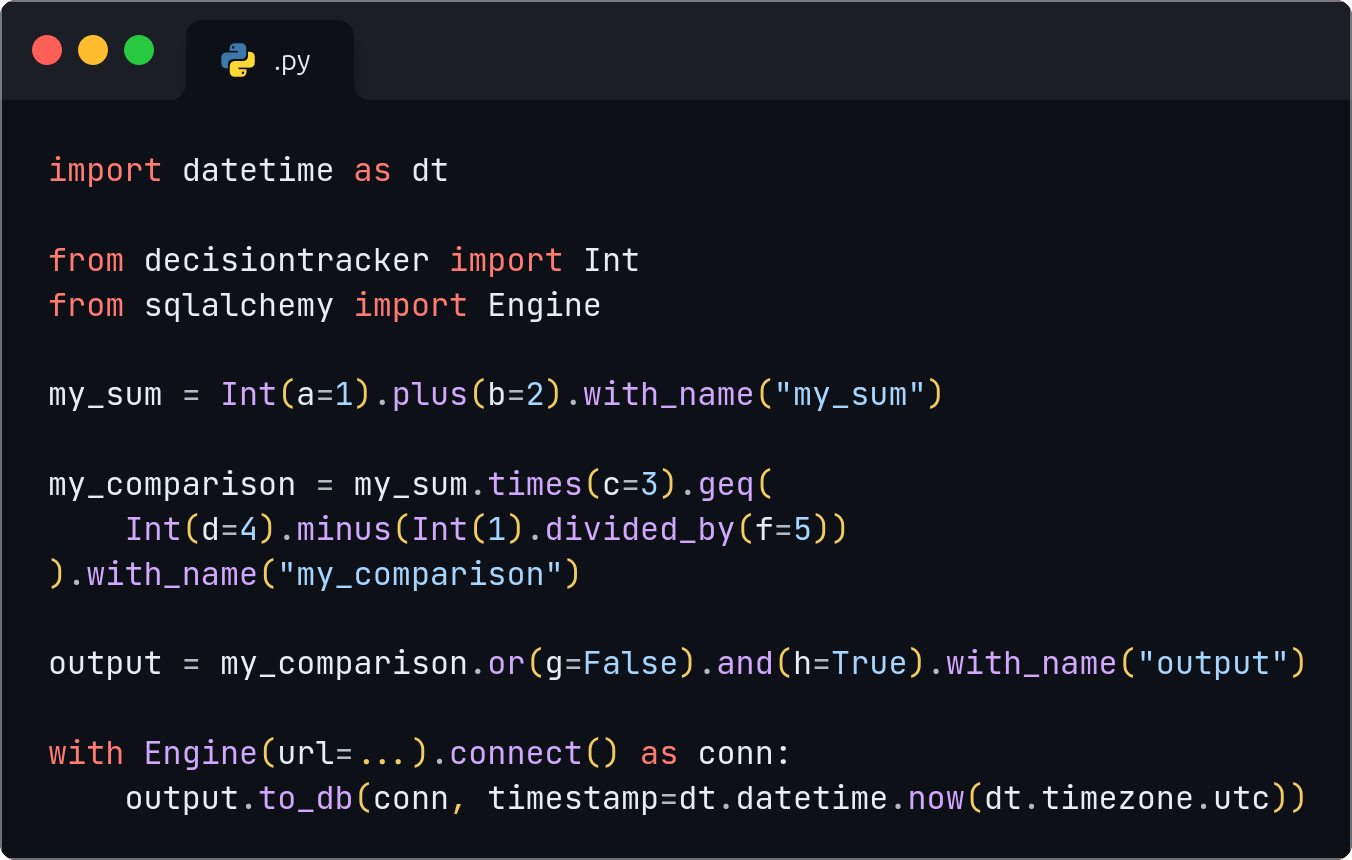 .py
import datetime as dt
from decisiontracker import Int
from sqlalchemy import Engine
my_sum = Int(a=1).plus(b=2).with_name("my_sum")
my_comparison = my_sum.times(c=3).geq(
    Int(d=4).minus(Int(1).divided_by(f=5))
).with_name("my_comparison")
output = my_comparison.or(g=False).and(h=True).with_name("output")
with Engine(url=...).connect() as conn:
    output.to_db(conn, timestamp=dt.datetime.now(dt.timezone.utc))